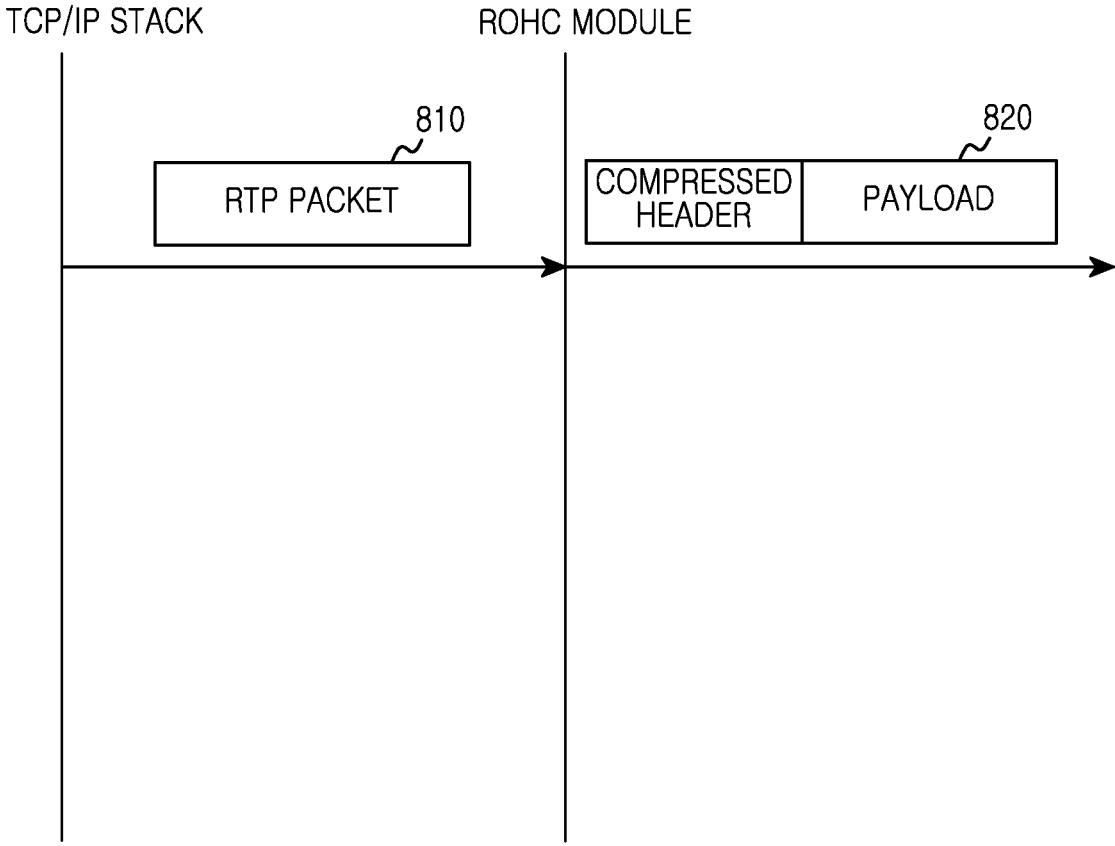 TCP/IP STACK
ROHC MODULE
810
820
RTP PACKET
COMPRESSED
HEADER
PAYLOAD